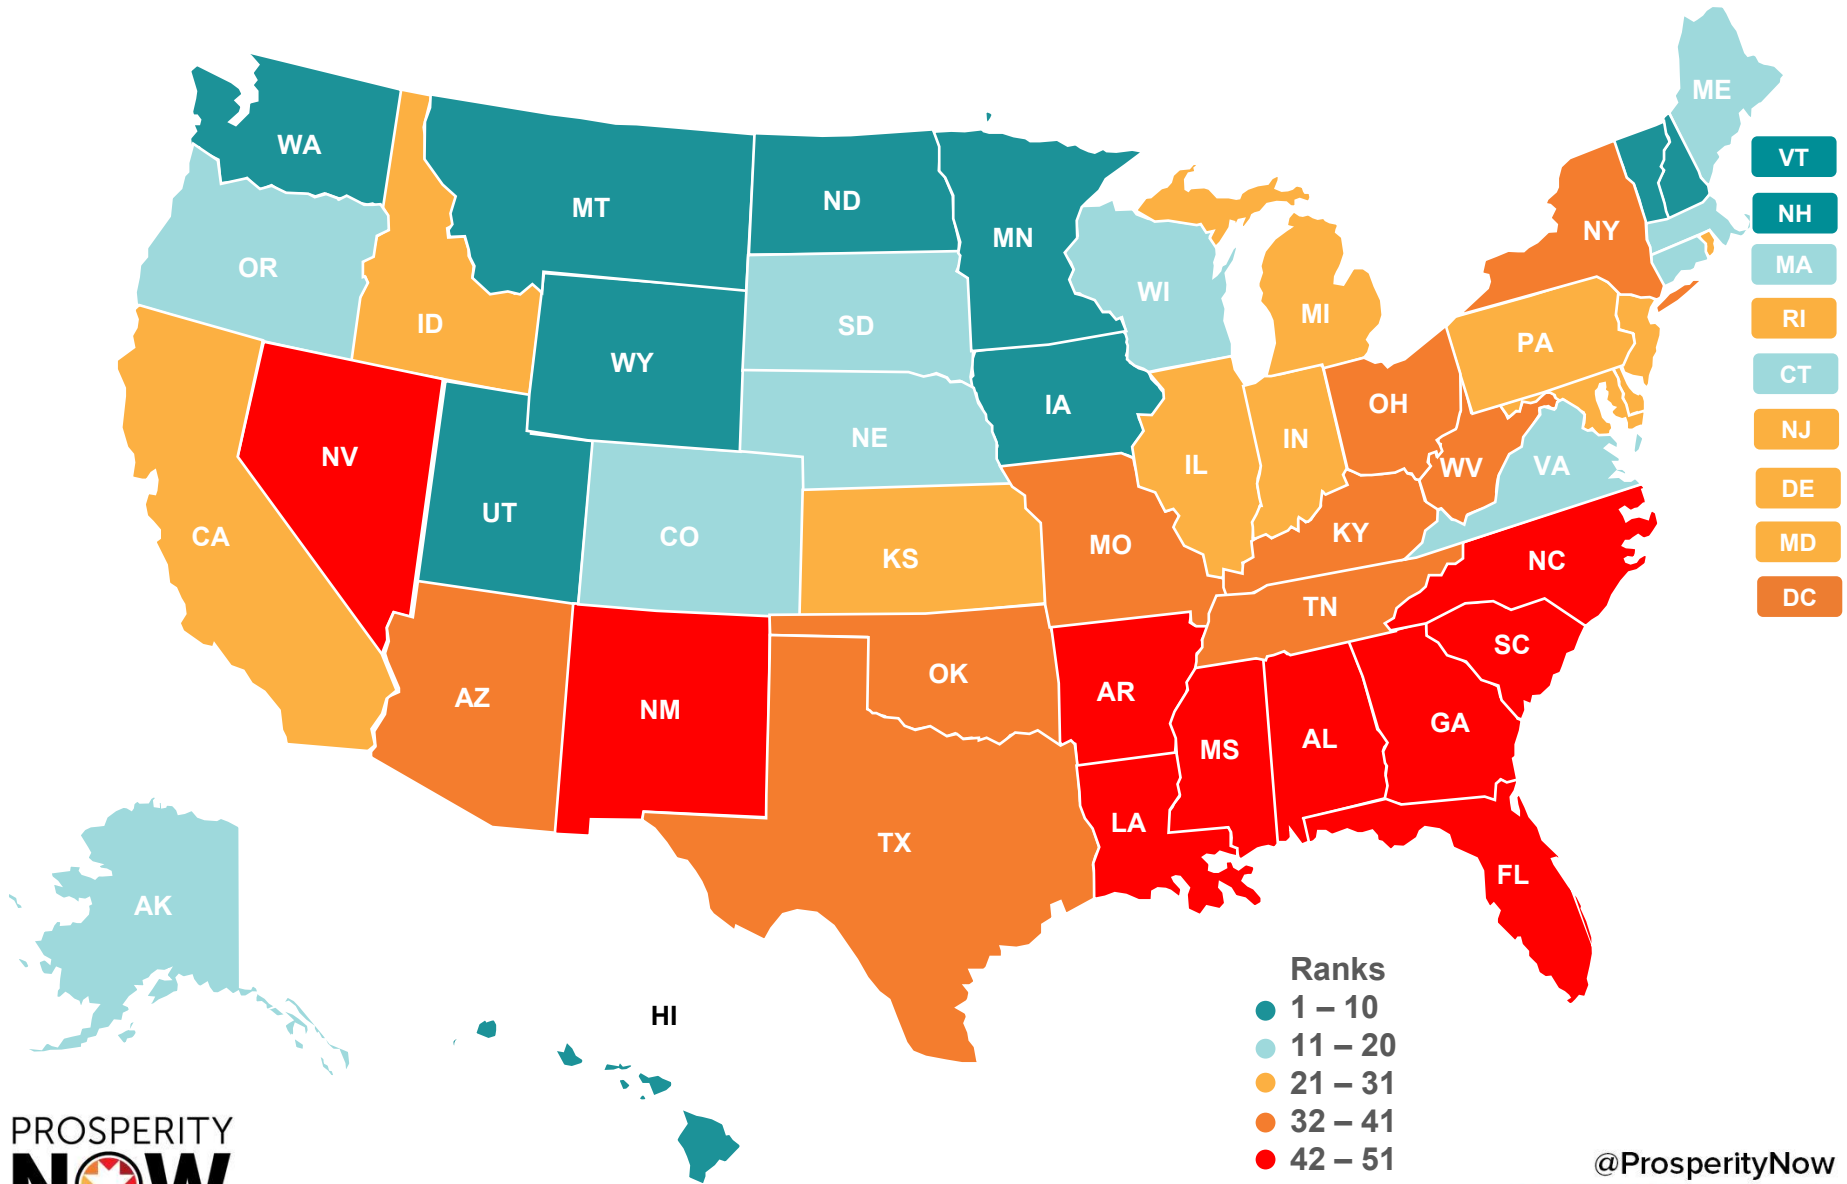 ME
WA
VT
MT
ND
NH
NY
MN
MA
OR
WI
MI
RI
ID
SD
PA
WY
CT
IA
OH
NE
IN
NJ
NV
IL
WV
VA
DE
UT
CA
CO
KS
MO
KY
MD
NC
DC
TN
SC
OK
AR
AZ
NM
GA
MS
AL
LA
TX
FL
AK
HI
Ranks
1 – 10
11 – 20
21 – 31
32 – 41
42 – 51
PROSPERITY
NOW
@ProsperityNow